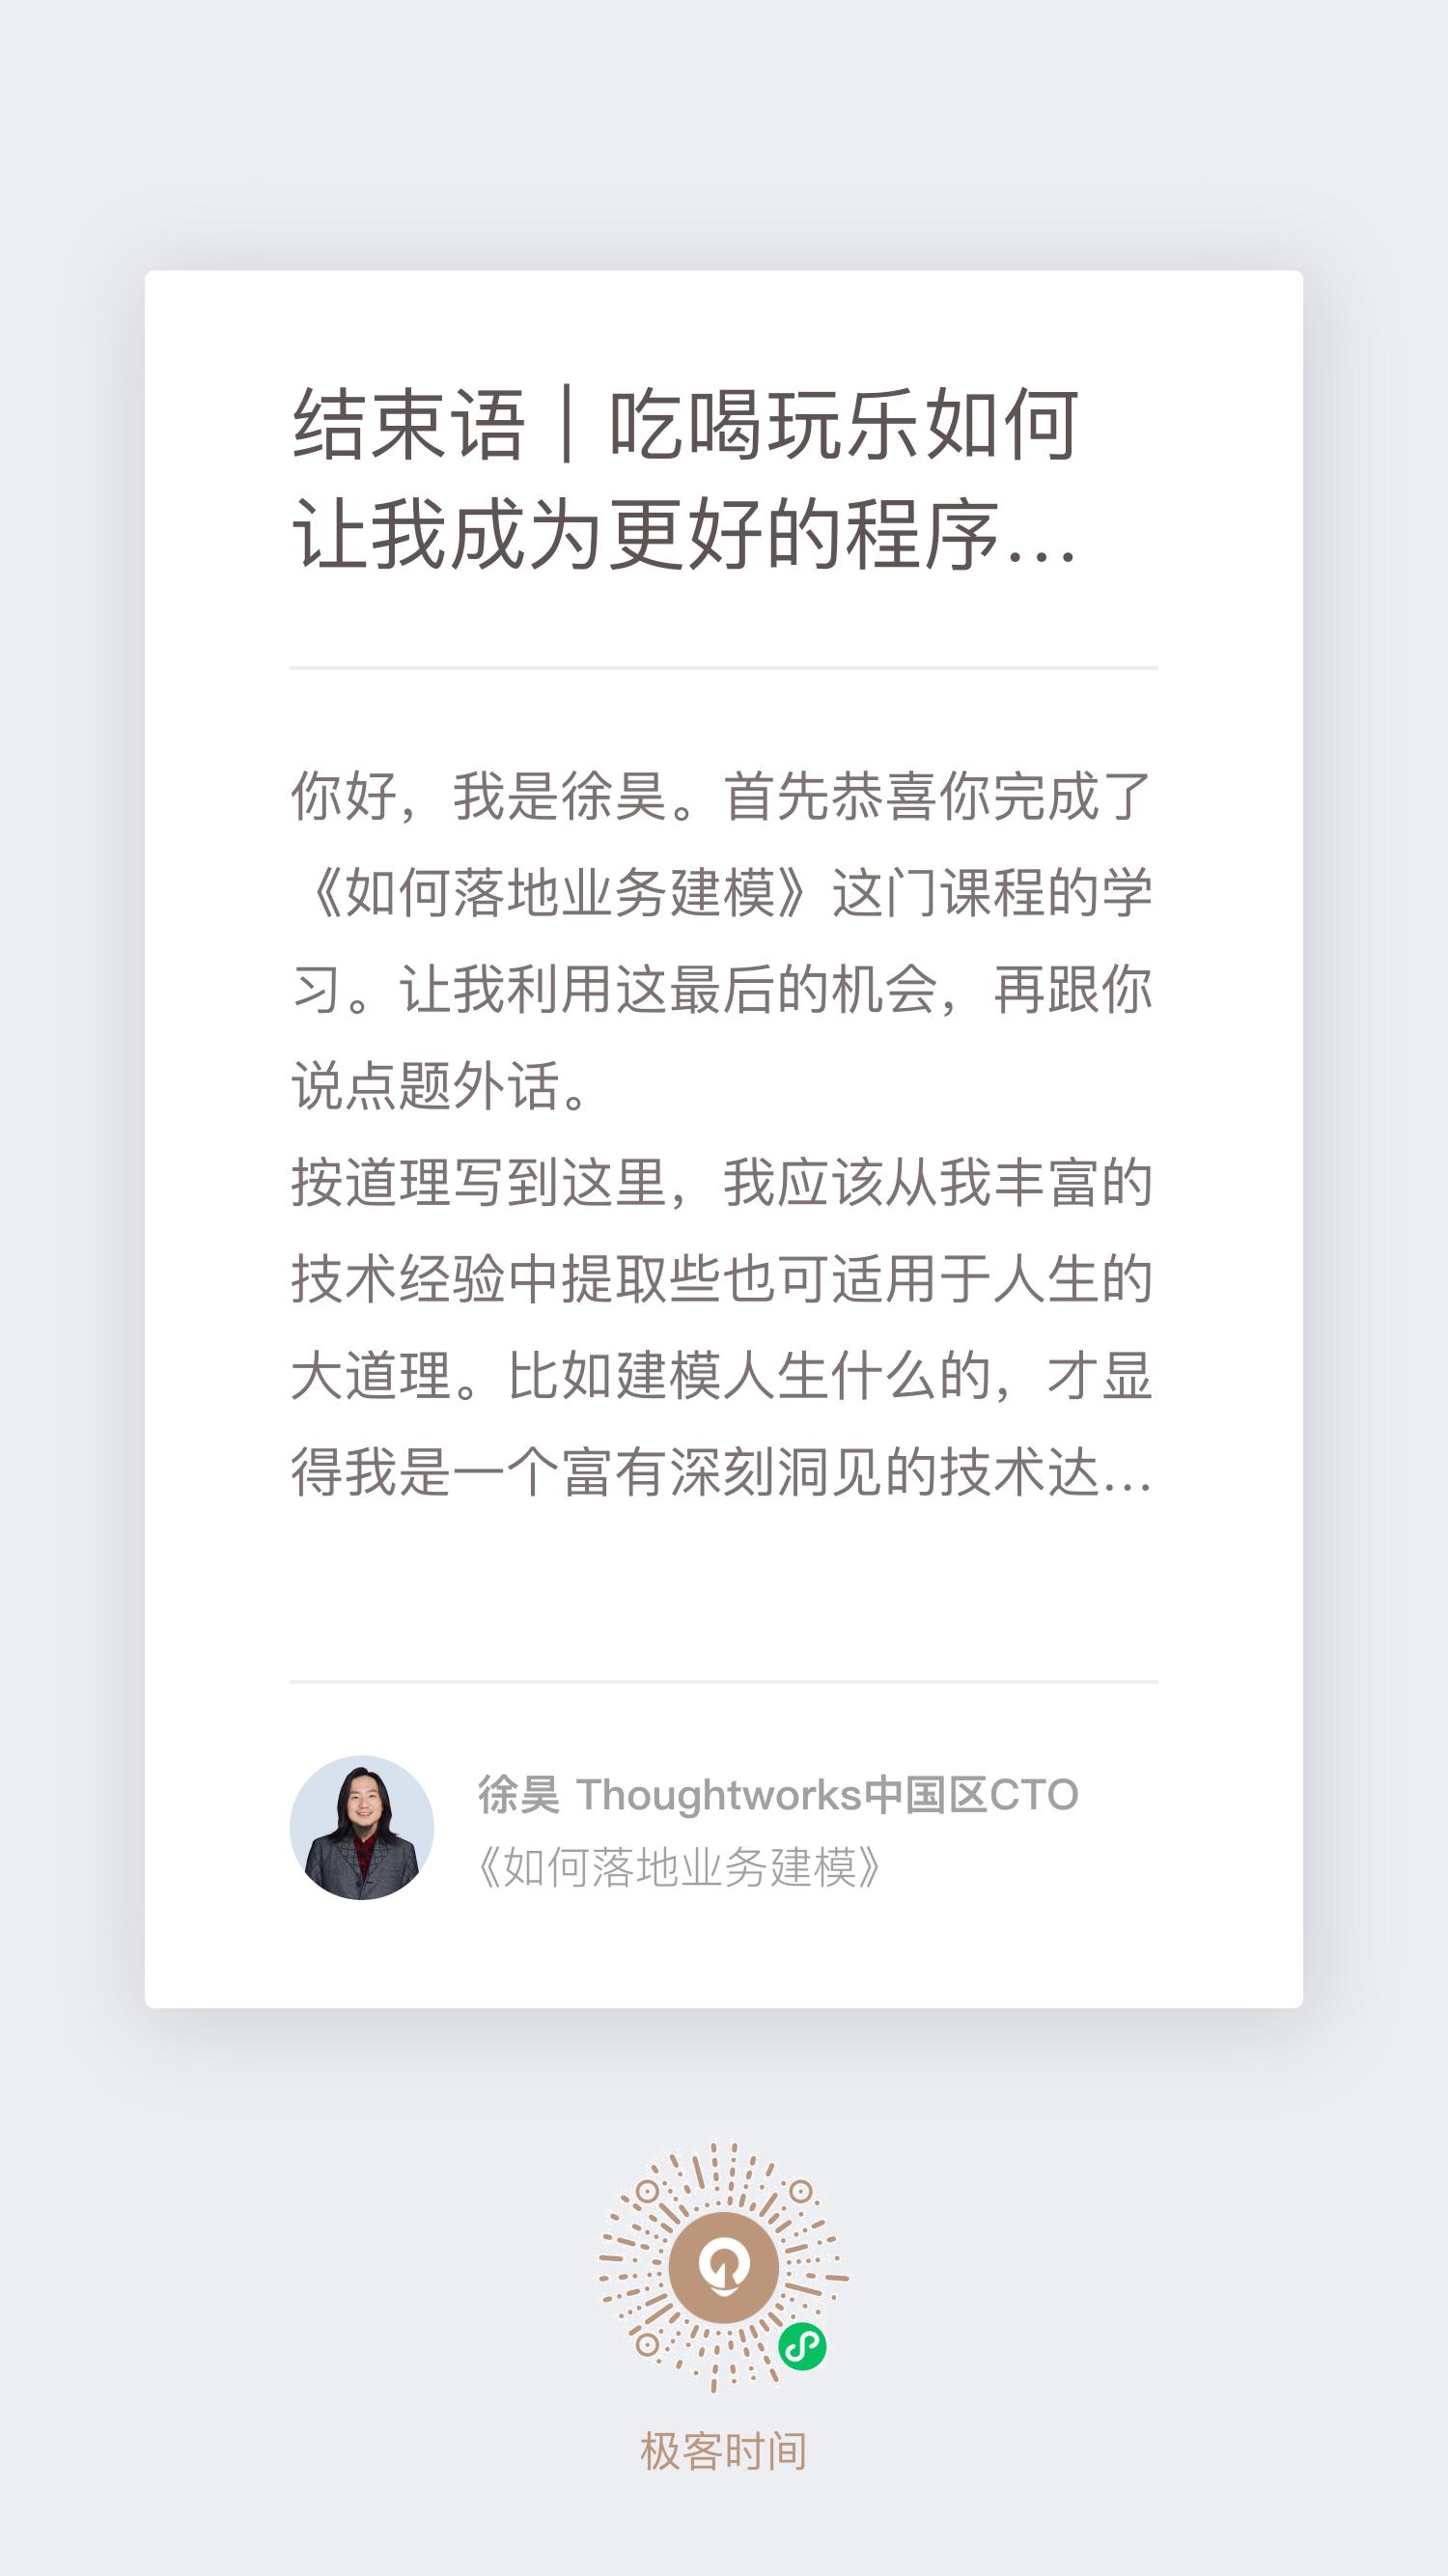 结束语｜吃喝玩乐如何
让我成为更好的程序...
你好，我是徐昊。首先恭喜你完成了
《如何落地业务建模》这门课程的学
习。让我利用这最后的机会，再跟你
说点题外话。
按道理写到这里，我应该从我丰富的
技术经验中提取些也可适用于人生的
大道理。比如建模人生什么的，才显
得我是一个富有深刻洞见的技术达...
徐昊 Thoughtworks中国区CTO
《如何落地业务建模》
极客时间